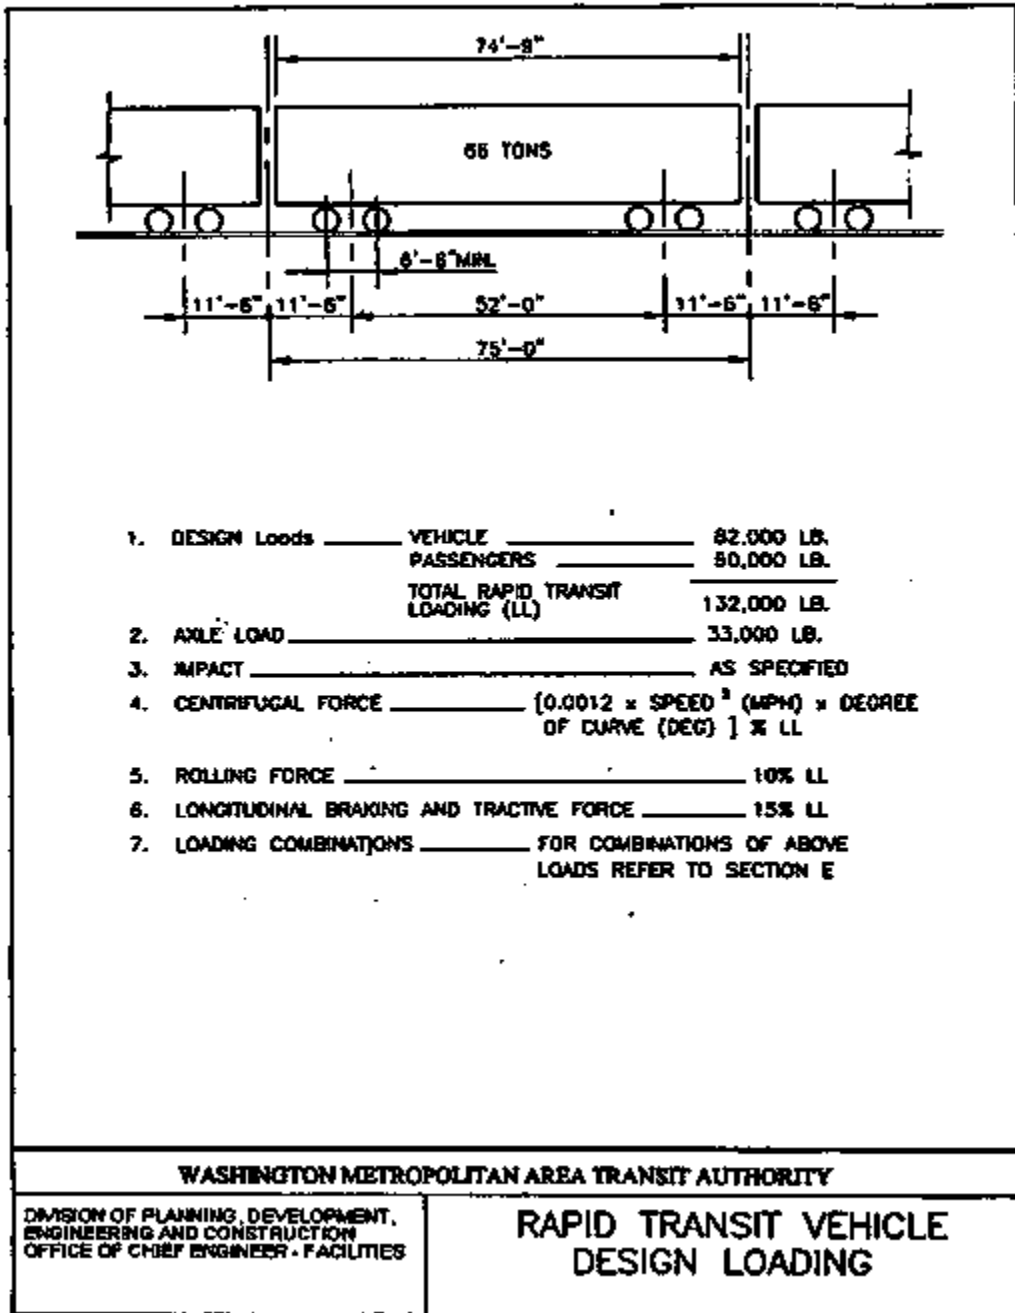 74'-9"
66 TONS
6'-6" MIN.
11'-6" 11'-6" 52'-0" 11'-6" 11'-6"
75'-0"
1. DESIGN Loads VEHICLE 82,000 LB.
PASSENGERS 50,000 LB.
TOTAL RAPID TRANSIT
LOADING (LL) 132,000 LB.
2. AXLE LOAD 33,000 LB.
3. IMPACT AS SPECIFIED
4. CENTRIFUGAL FORCE [0.0012 x SPEED ² (MPH) x DEGREE
OF CURVE (DEG) ] % LL
5. ROLLING FORCE 10% LL
6. LONGITUDINAL BRAKING AND TRACTIVE FORCE 15% LL
7. LOADING COMBINATIONS FOR COMBINATIONS OF ABOVE
LOADS REFER TO SECTION E
WASHINGTON METROPOLITAN AREA TRANSIT AUTHORITY
DIVISION OF PLANNING, DEVELOPMENT,
ENGINEERING AND CONSTRUCTION
OFFICE OF CHIEF ENGINEER - FACILITIES
RAPID TRANSIT VEHICLE
DESIGN LOADING